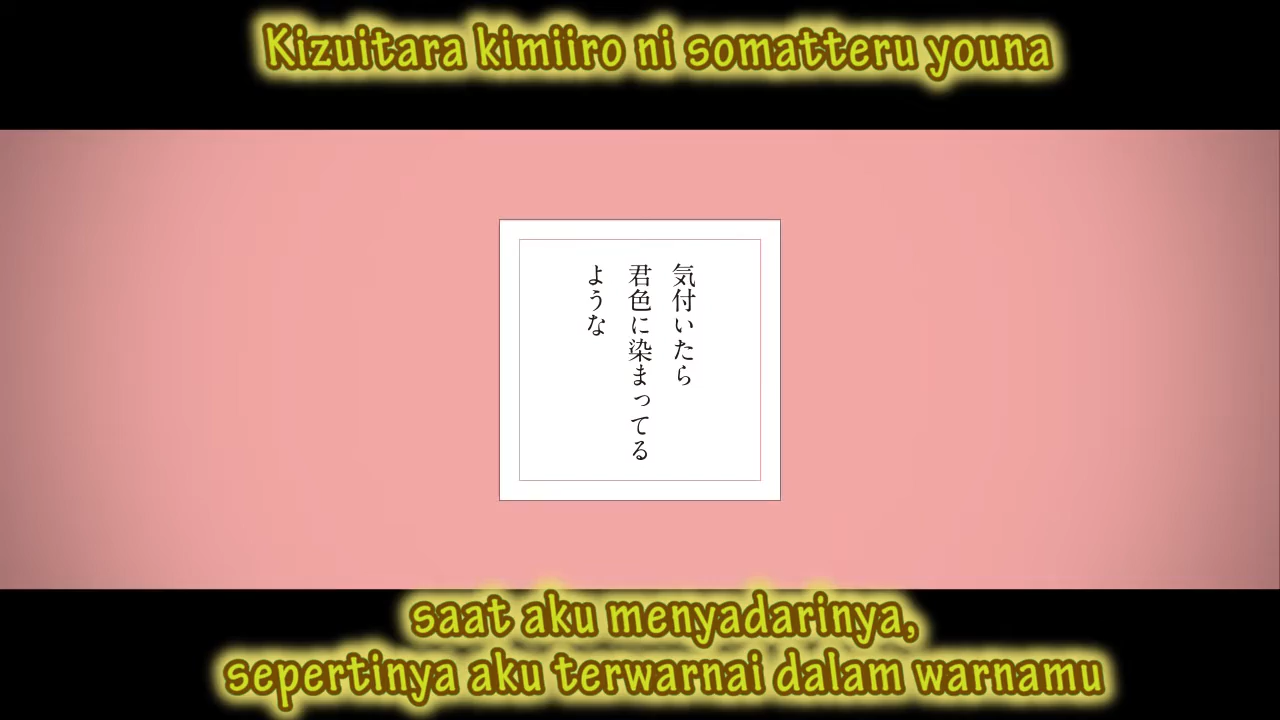 Kizuitara kimiiro ni somatteru youna
気付いたら
君色に染まってる
ような
saat aku menyadarinya,
sepertinya aku terwarnai dalam warnamu